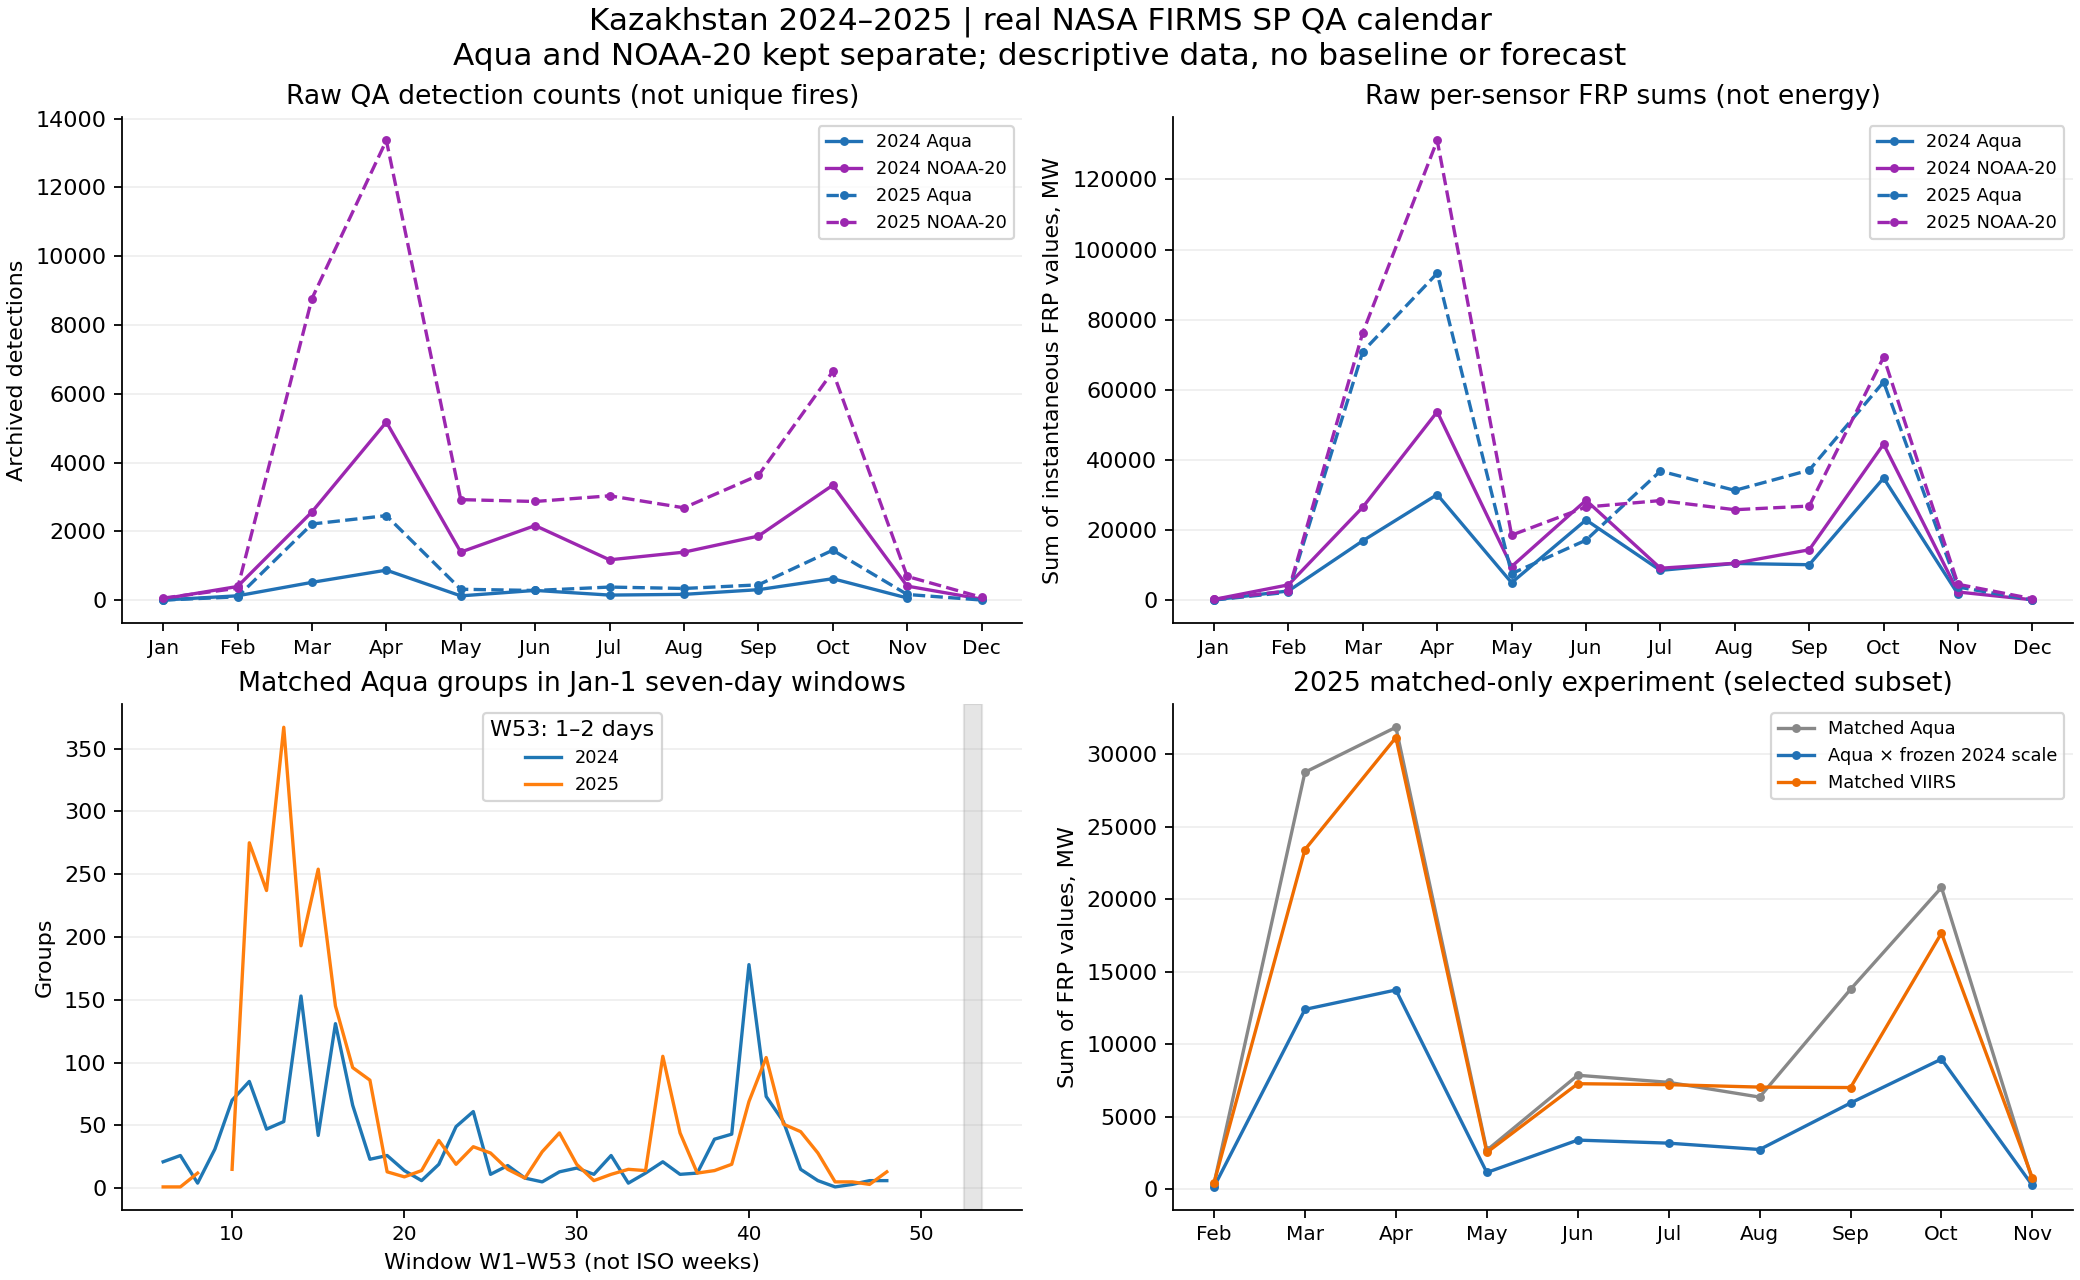 Kazakhstan 2024–2025 | real NASA FIRMS SP QA calendar
Aqua and NOAA-20 kept separate; descriptive data, no baseline or forecast
Raw QA detection counts (not unique fires)
Archived detections
14000
12000
10000
8000
6000
4000
2000
0
2024 Aqua
2024 NOAA-20
2025 Aqua
2025 NOAA-20
Jan Feb Mar Apr May Jun Jul Aug Sep Oct Nov Dec
Raw per-sensor FRP sums (not energy)
Sum of instantaneous FRP values, MW
120000
100000
80000
60000
40000
20000
0
2024 Aqua
2024 NOAA-20
2025 Aqua
2025 NOAA-20
Jan Feb Mar Apr May Jun Jul Aug Sep Oct Nov Dec
Matched Aqua groups in Jan-1 seven-day windows
Groups
350
300
250
200
150
100
50
0
W53: 1–2 days
2024
2025
10 20 30 40 50
Window W1–W53 (not ISO weeks)
2025 matched-only experiment (selected subset)
Sum of FRP values, MW
30000
25000
20000
15000
10000
5000
0
Matched Aqua
Aqua × frozen 2024 scale
Matched VIIRS
Feb Mar Apr May Jun Jul Aug Sep Oct Nov